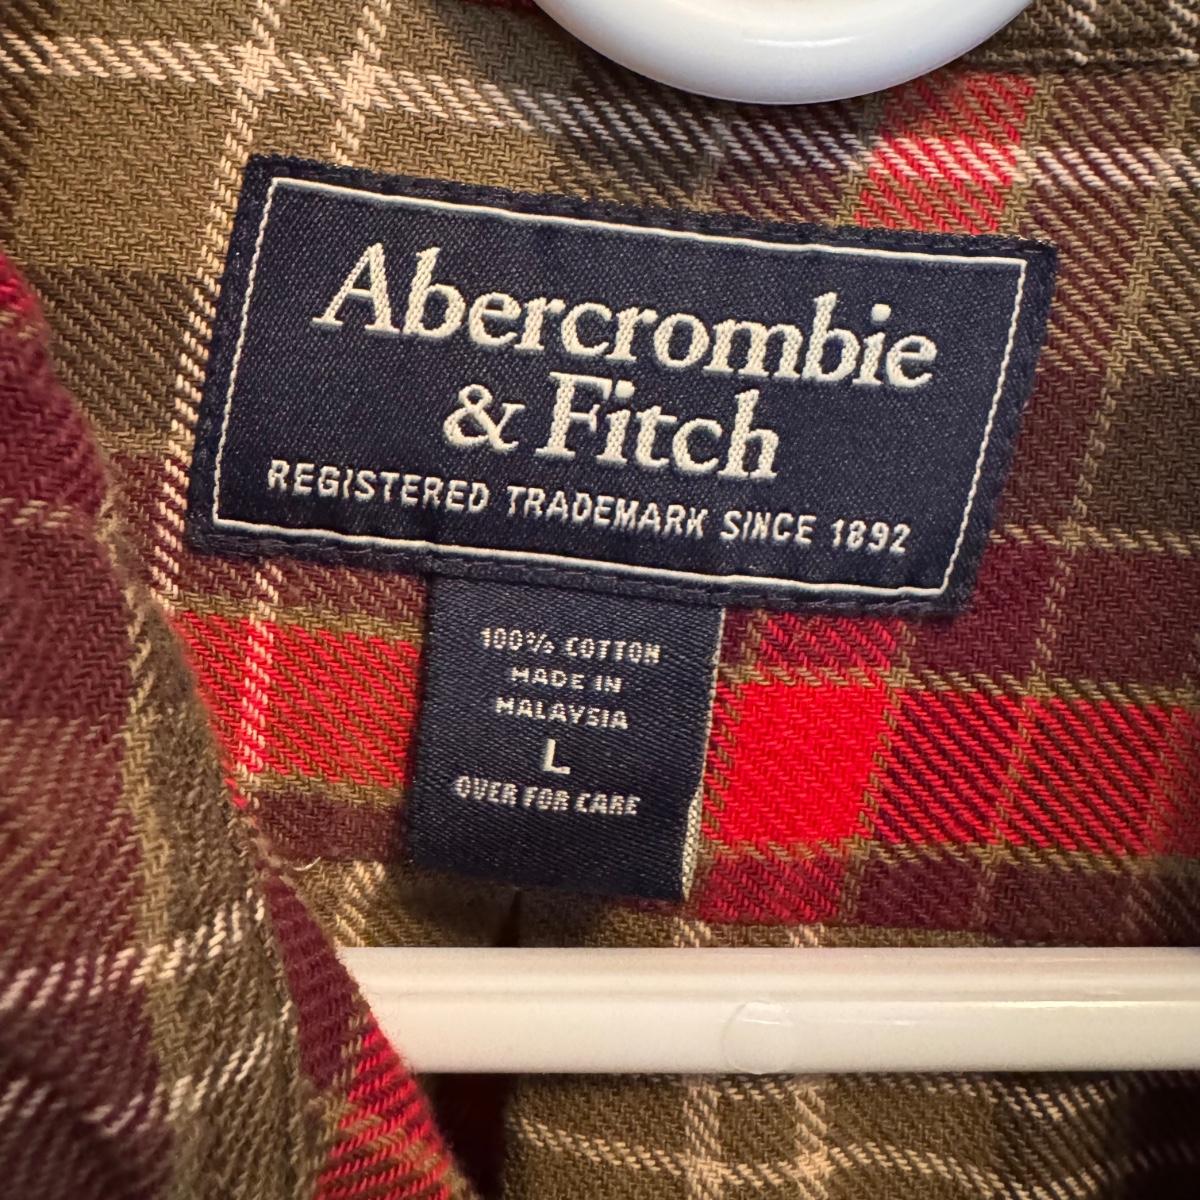 Abercrombie
& Fitch
REGISTERED TRADEMARK SINCE 1892
100% COTTON
MADE IN
MALAYSIA
L
OVER FOR CARE